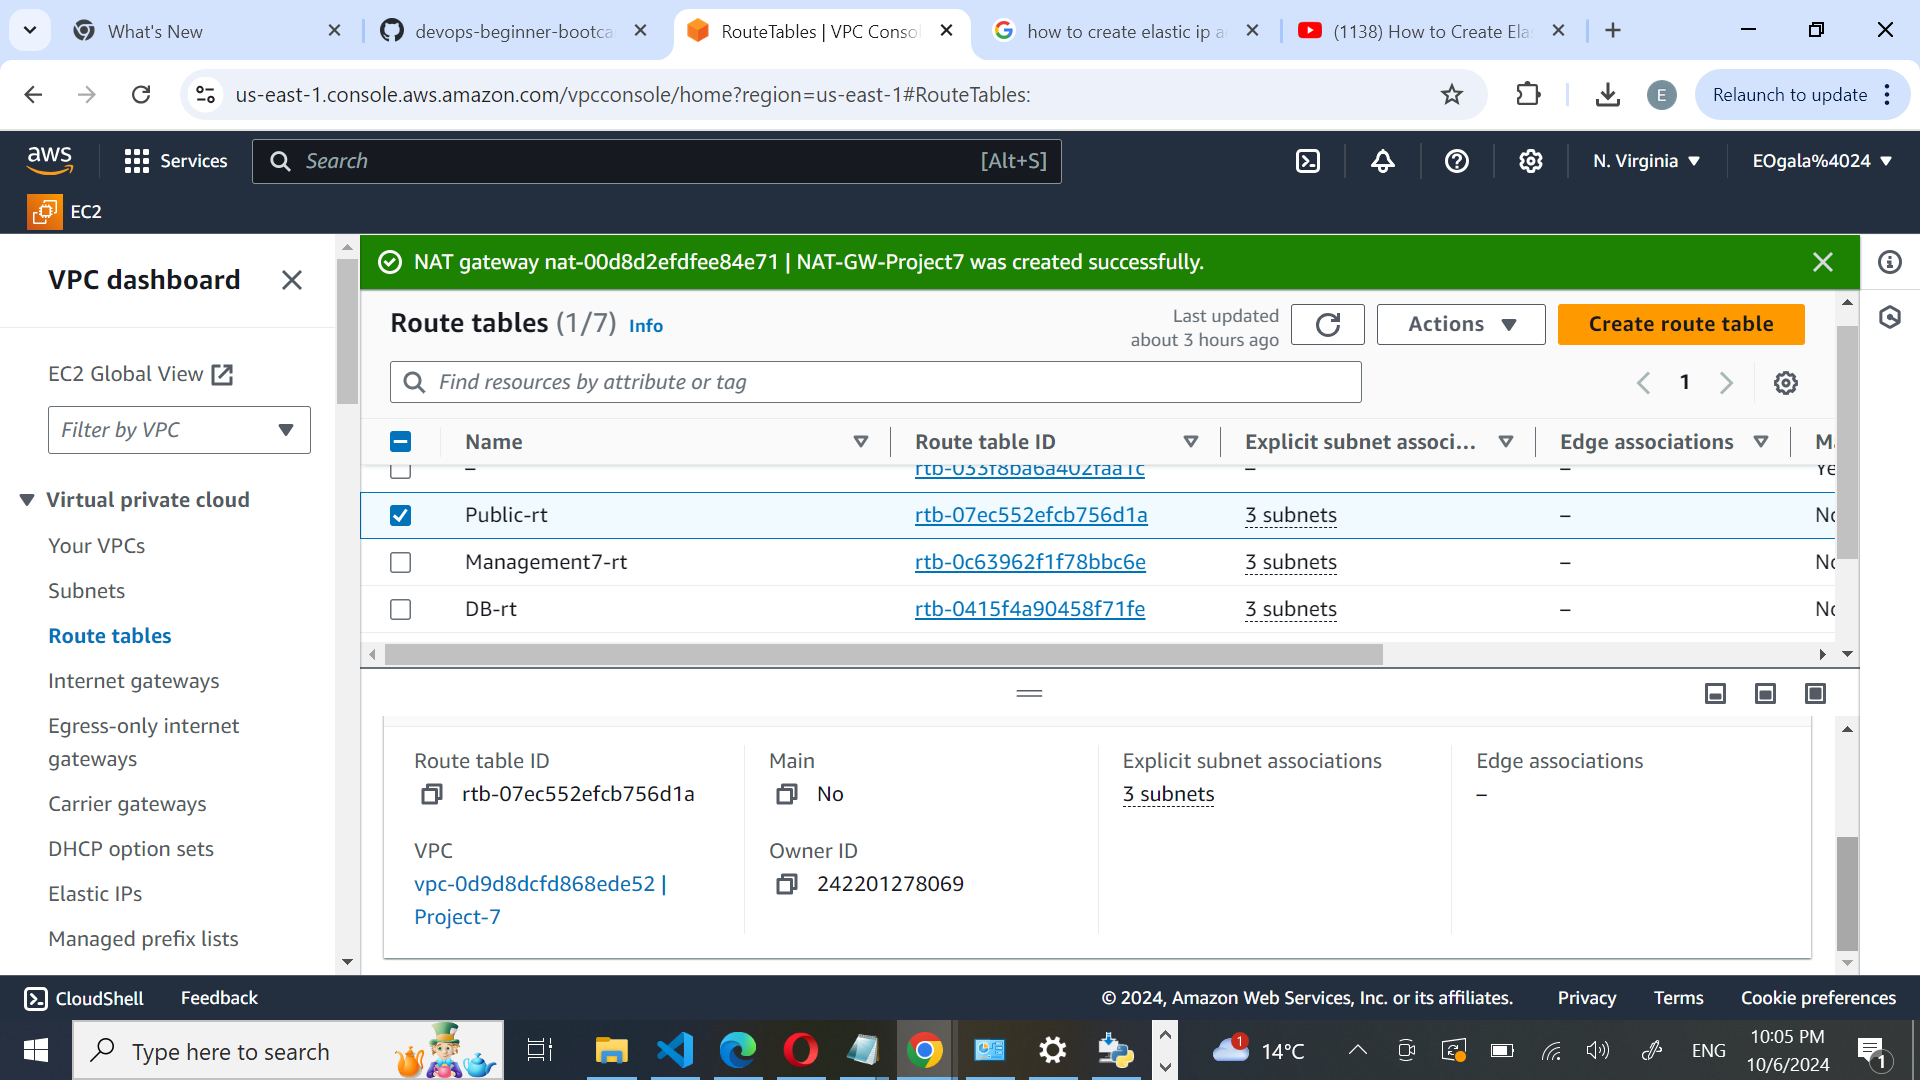 What's New
devops-beginner-bootca
RouteTables | VPC Consol
how to create elastic ip a
(1138) How to Create Ela
us-east-1.console.aws.amazon.com/vpcconsole/home?region=us-east-1#RouteTables:
E
Relaunch to update
aws
Services
Search
[Alt+S]
N. Virginia
EOgala%4024
EC2
VPC dashboard
EC2 Global View
Filter by VPC
Virtual private cloud
Your VPCs
Subnets
Route tables
Internet gateways
Egress-only internet
gateways
Carrier gateways
DHCP option sets
Elastic IPs
Managed prefix lists
NAT gateway nat-00d8d2efdfee84e71 | NAT-GW-Project7 was created successfully.
Route tables (1/7) Info
Last updated
about 3 hours ago
Actions
Create route table
Find resources by attribute or tag
1
Name
Route table ID
Explicit subnet associ...
Edge associations
Ma
–
rtb-033f8ba6a402faa1c
–
–
Ye
Public-rt
rtb-07ec552efcb756d1a
3 subnets
–
No
Management7-rt
rtb-0c63962f1f78bbc6e
3 subnets
–
No
DB-rt
rtb-0415f4a90458f71fe
3 subnets
–
No
Route table ID
rtb-07ec552efcb756d1a
Main
No
Explicit subnet associations
3 subnets
Edge associations
–
VPC
vpc-0d9d8dcfd868ede52 |
Project-7
Owner ID
242201278069
CloudShell
Feedback
© 2024, Amazon Web Services, Inc. or its affiliates.
Privacy
Terms
Cookie preferences
Type here to search
1
14°C
ENG
10:05 PM
10/6/2024
1